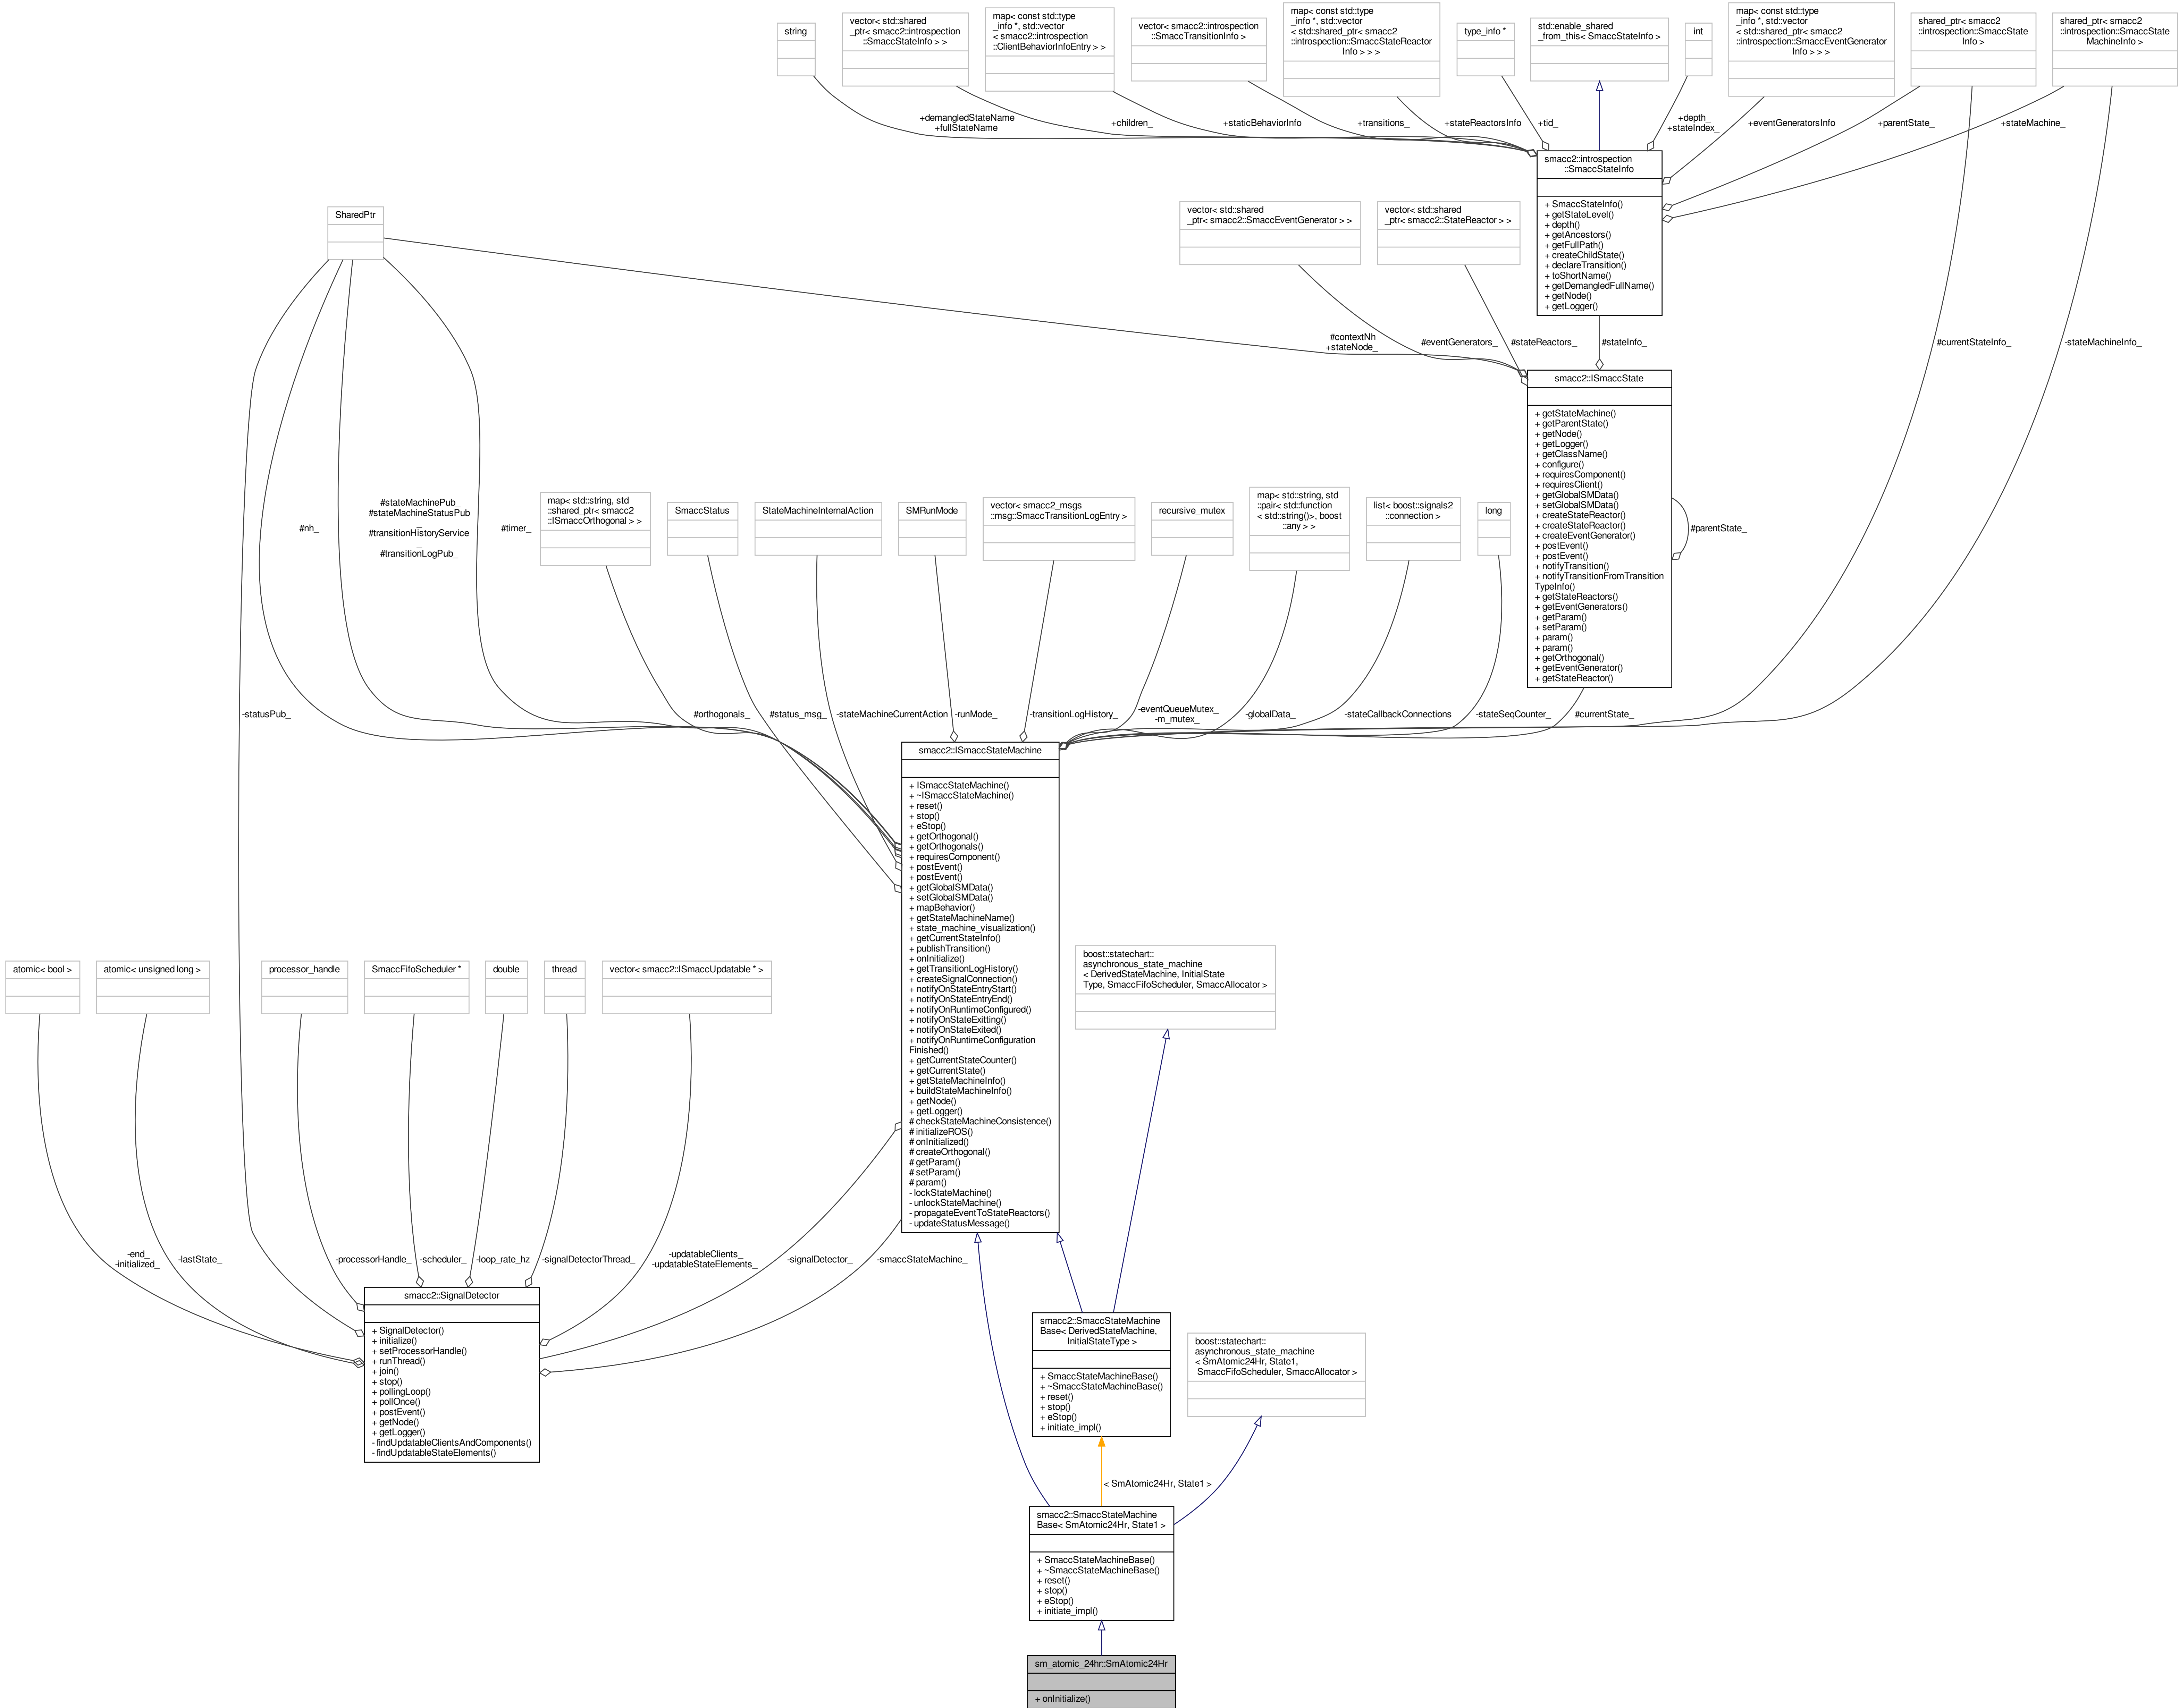 string
vector< std::shared
_ptr< smacc2::introspection
::SmaccStateInfo > >
map< const std::type
_info *, std::vector
< smacc2::introspection
::ClientBehaviorInfoEntry > >
vector< smacc2::introspection
::SmaccTransitionInfo >
map< const std::type
_info *, std::vector
< std::shared_ptr< smacc2
::introspection::SmaccStateReactor
Info > > >
type_info *
std::enable_shared
_from_this< SmaccStateInfo >
int
map< const std::type
_info *, std::vector
< std::shared_ptr< smacc2
::introspection::SmaccEventGenerator
Info > > >
shared_ptr< smacc2
::introspection::SmaccState
Info >
shared_ptr< smacc2
::introspection::SmaccState
MachineInfo >
+demangledStateName
+fullStateName
+children_
+staticBehaviorInfo
+transitions_
+stateReactorsInfo
+tid_
+depth_
+stateIndex_
+eventGeneratorsInfo
+parentState_
+stateMachine_
smacc2::introspection
::SmaccStateInfo
+ SmaccStateInfo()
+ getStateLevel()
+ depth()
+ getAncestors()
+ getFullPath()
+ createChildState()
+ declareTransition()
+ toShortName()
+ getDemangledFullName()
+ getNode()
+ getLogger()
SharedPtr
vector< std::shared
_ptr< smacc2::SmaccEventGenerator > >
vector< std::shared
_ptr< smacc2::StateReactor > >
#contextNh
+stateNode_
#eventGenerators_
#stateReactors_
#stateInfo_
#currentStateInfo_
-stateMachineInfo_
smacc2::ISmaccState
+ getStateMachine()
+ getParentState()
+ getNode()
+ getLogger()
+ getClassName()
+ configure()
+ requiresComponent()
+ requiresClient()
+ getGlobalSMData()
+ setGlobalSMData()
+ createStateReactor()
+ createStateReactor()
+ createEventGenerator()
+ postEvent()
+ postEvent()
+ notifyTransition()
+ notifyTransitionFromTransition
TypeInfo()
+ getStateReactors()
+ getEventGenerators()
+ getParam()
+ setParam()
+ param()
+ param()
+ getOrthogonal()
+ getEventGenerator()
+ getStateReactor()
#parentState_
#nh_
#stateMachinePub_
#stateMachineStatusPub
_
#transitionHistoryService
_
#transitionLogPub_
#timer_
map< std::string, std
::shared_ptr< smacc2
::ISmaccOrthogonal > >
SmaccStatus
StateMachineInternalAction
SMRunMode
vector< smacc2_msgs
::msg::SmaccTransitionLogEntry >
recursive_mutex
map< std::string, std
::pair< std::function
< std::string()>, boost
::any > >
list< boost::signals2
::connection >
long
-statusPub_
#orthogonals_
#status_msg_
-stateMachineCurrentAction
-runMode_
-transitionLogHistory_
-eventQueueMutex_
-m_mutex_
-globalData_
-stateCallbackConnections
-stateSeqCounter_
#currentState_
smacc2::ISmaccStateMachine
+ ISmaccStateMachine()
+ ~ISmaccStateMachine()
+ reset()
+ stop()
+ eStop()
+ getOrthogonal()
+ getOrthogonals()
+ requiresComponent()
+ postEvent()
+ postEvent()
+ getGlobalSMData()
+ setGlobalSMData()
+ mapBehavior()
+ getStateMachineName()
+ state_machine_visualization()
+ getCurrentStateInfo()
+ publishTransition()
+ onInitialize()
+ getTransitionLogHistory()
+ createSignalConnection()
+ notifyOnStateEntryStart()
+ notifyOnStateEntryEnd()
+ notifyOnRuntimeConfigured()
+ notifyOnStateExitting()
+ notifyOnStateExited()
+ notifyOnRuntimeConfiguration
Finished()
+ getCurrentStateCounter()
+ getCurrentState()
+ getStateMachineInfo()
+ buildStateMachineInfo()
+ getNode()
+ getLogger()
# checkStateMachineConsistence()
# initializeROS()
# onInitialized()
# createOrthogonal()
# getParam()
# setParam()
# param()
- lockStateMachine()
- unlockStateMachine()
- propagateEventToStateReactors()
- updateStatusMessage()
atomic< bool >
atomic< unsigned long >
processor_handle
SmaccFifoScheduler *
double
thread
vector< smacc2::ISmaccUpdatable * >
boost::statechart::
asynchronous_state_machine
< DerivedStateMachine, InitialState
Type, SmaccFifoScheduler, SmaccAllocator >
-end_
-initialized_
-lastState_
-processorHandle_
-scheduler_
-loop_rate_hz
-signalDetectorThread_
-updatableClients_
-updatableStateElements_
-signalDetector_
-smaccStateMachine_
smacc2::SignalDetector
+ SignalDetector()
+ initialize()
+ setProcessorHandle()
+ runThread()
+ join()
+ stop()
+ pollingLoop()
+ pollOnce()
+ postEvent()
+ getNode()
+ getLogger()
- findUpdatableClientsAndComponents()
- findUpdatableStateElements()
smacc2::SmaccStateMachine
Base< DerivedStateMachine,
InitialStateType >
+ SmaccStateMachineBase()
+ ~SmaccStateMachineBase()
+ reset()
+ stop()
+ eStop()
+ initiate_impl()
boost::statechart::
asynchronous_state_machine
< SmAtomic24Hr, State1,
SmaccFifoScheduler, SmaccAllocator >
< SmAtomic24Hr, State1 >
smacc2::SmaccStateMachine
Base< SmAtomic24Hr, State1 >
+ SmaccStateMachineBase()
+ ~SmaccStateMachineBase()
+ reset()
+ stop()
+ eStop()
+ initiate_impl()
sm_atomic_24hr::SmAtomic24Hr
+ onInitialize()